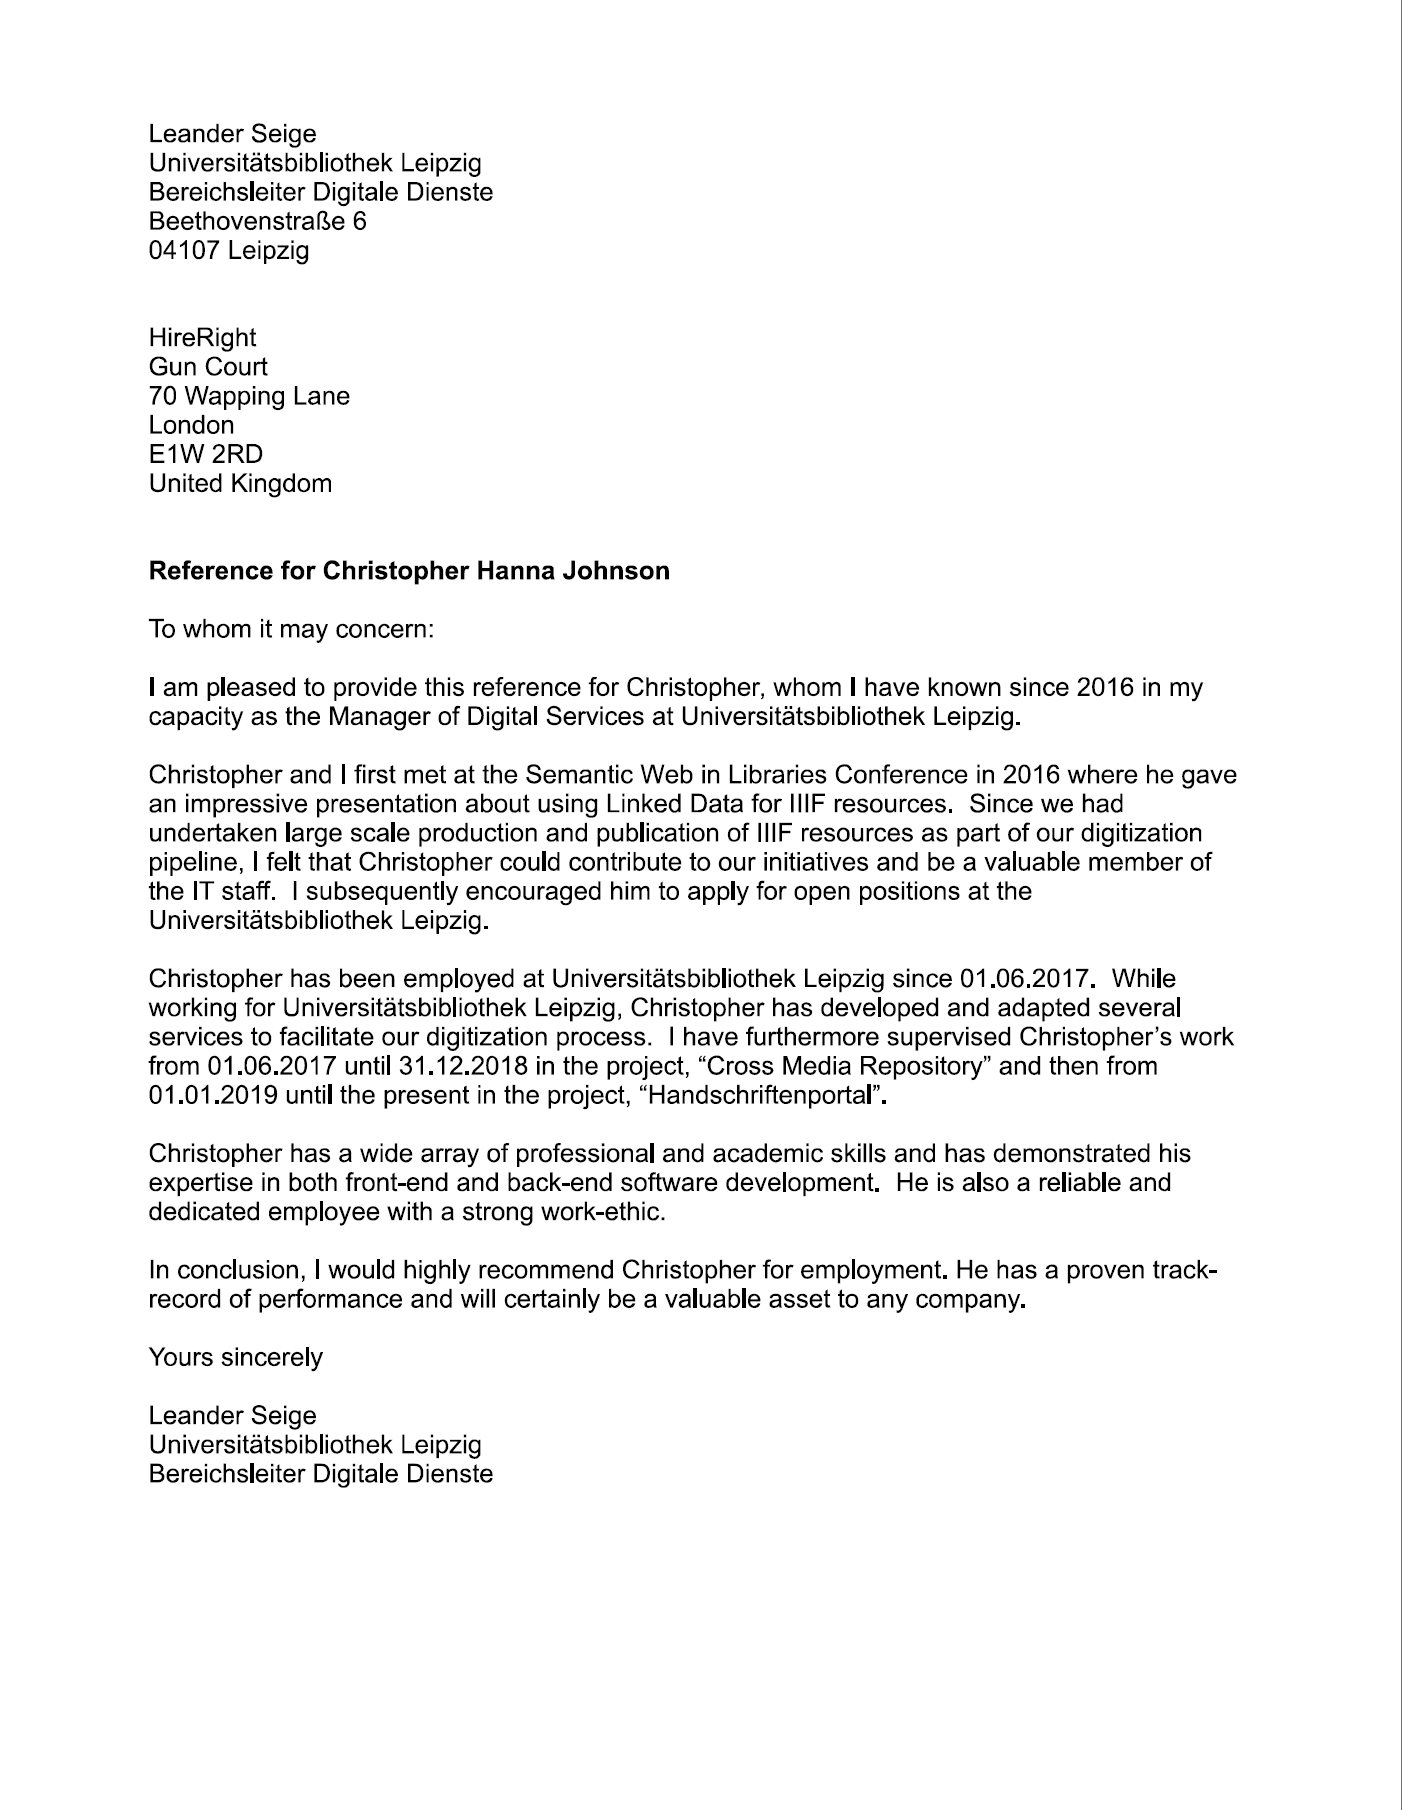 Leander Seige
Universitätsbibliothek Leipzig
Bereichsleiter Digitale Dienste
Beethovenstraße 6
04107 Leipzig
HireRight
Gun Court
70 Wapping Lane
London
E1W 2RD
United Kingdom
Reference for Christopher Hanna Johnson
To whom it may concern:
I am pleased to provide this reference for Christopher, whom I have known since 2016 in my
capacity as the Manager of Digital Services at Universitätsbibliothek Leipzig.
Christopher and I first met at the Semantic Web in Libraries Conference in 2016 where he gave
an impressive presentation about using Linked Data for IIIF resources.  Since we had
undertaken large scale production and publication of IIIF resources as part of our digitization
pipeline, I felt that Christopher could contribute to our initiatives and be a valuable member of
the IT staff.  I subsequently encouraged him to apply for open positions at the
Universitätsbibliothek Leipzig.
Christopher has been employed at Universitätsbibliothek Leipzig since 01.06.2017.  While
working for Universitätsbibliothek Leipzig, Christopher has developed and adapted several
services to facilitate our digitization process.  I have furthermore supervised Christopher’s work
from 01.06.2017 until 31.12.2018 in the project, “Cross Media Repository” and then from
01.01.2019 until the present in the project, “Handschriftenportal”.
Christopher has a wide array of professional and academic skills and has demonstrated his
expertise in both front-end and back-end software development.  He is also a reliable and
dedicated employee with a strong work-ethic.
In conclusion, I would highly recommend Christopher for employment. He has a proven track-
record of performance and will certainly be a valuable asset to any company.
Yours sincerely
Leander Seige
Universitätsbibliothek Leipzig
Bereichsleiter Digitale Dienste